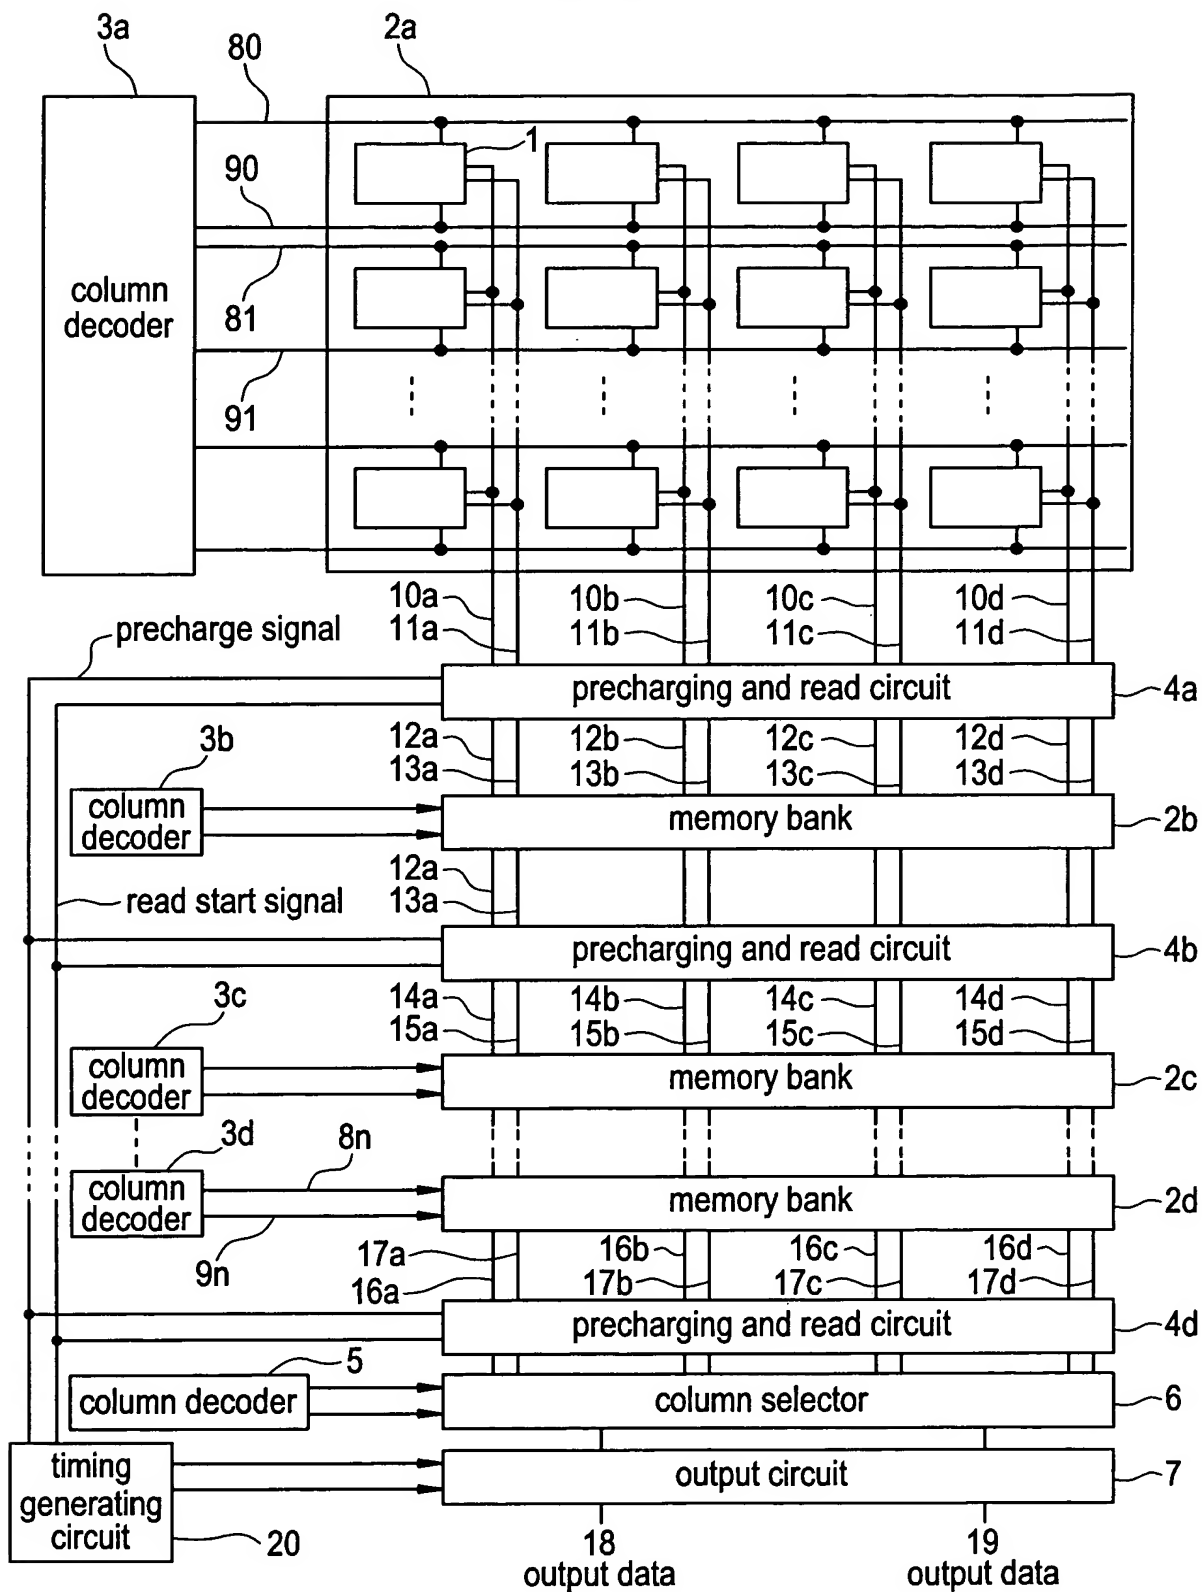 3a
80
2a
1
90
column
decoder
81
91
10a
10b
10c
10d
11a
11b
11c
11d
precharge signal
precharging and read circuit
4a
3b
12a
12b
12c
12d
13a
13b
13c
13d
column
decoder
memory bank
2b
12a
13a
read start signal
precharging and read circuit
4b
3c
14a
14b
14c
14d
15a
15b
15c
15d
column
decoder
memory bank
2c
3d
8n
column
decoder
memory bank
2d
9n
17a
16b
16c
16d
16a
17b
17c
17d
precharging and read circuit
4d
5
column decoder
column selector
6
timing
generating
circuit
output circuit
7
20
18
19
output data
output data